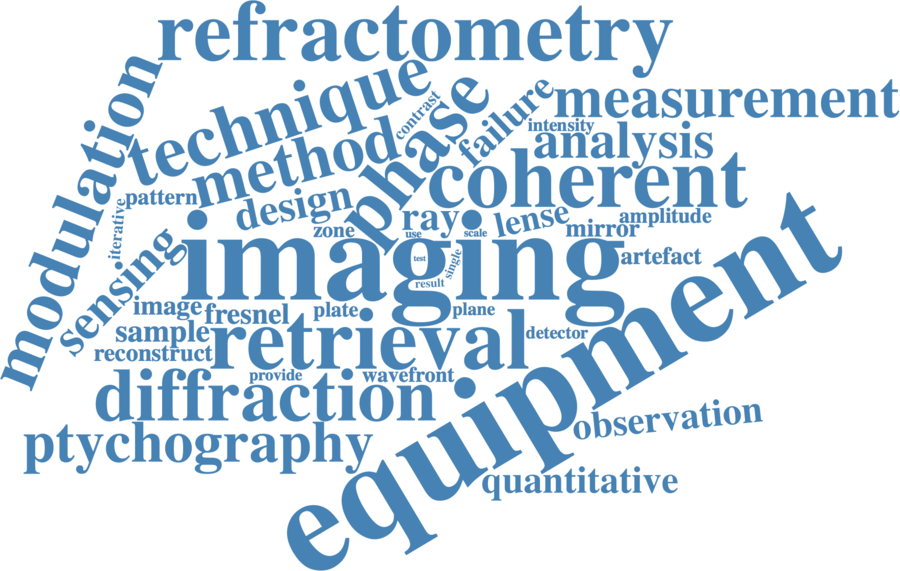 refractometry
modulation
technique
contrast
phase
failure
measurement
intensity
analysis
method
coherent
pattern
iterative
design
sensing
zone
ray
use
scale
lense
mirror
amplitude
imaging
test
single
result
artefact
equipment
image
fresnel
plate
plane
sample
retrieval
detector
reconstruct
provide
wavefront
diffraction
observation
ptychography
quantitative